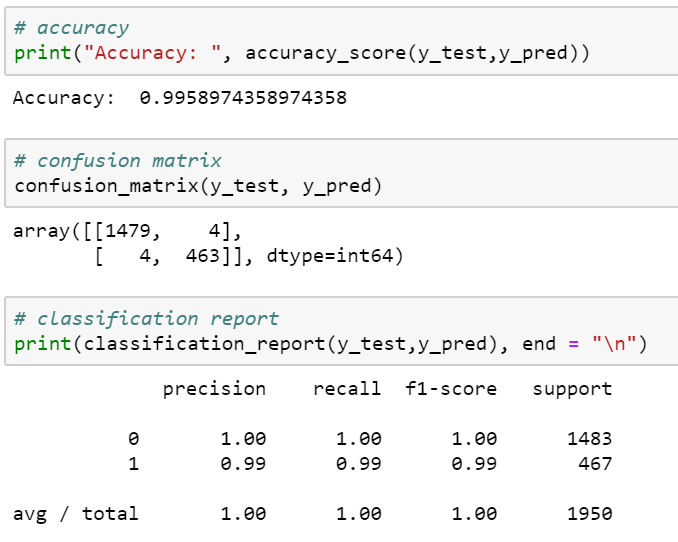 # accuracy
print("Accuracy: ", accuracy_score(y_test,y_pred))
Accuracy:  0.9958974358974358
# confusion matrix
confusion_matrix(y_test, y_pred)
array([[1479,    4],
       [   4,  463]], dtype=int64)
# classification report
print(classification_report(y_test,y_pred), end = "\n")
             precision    recall  f1-score   support
          0       1.00      1.00      1.00      1483
          1       0.99      0.99      0.99       467
avg / total       1.00      1.00      1.00      1950